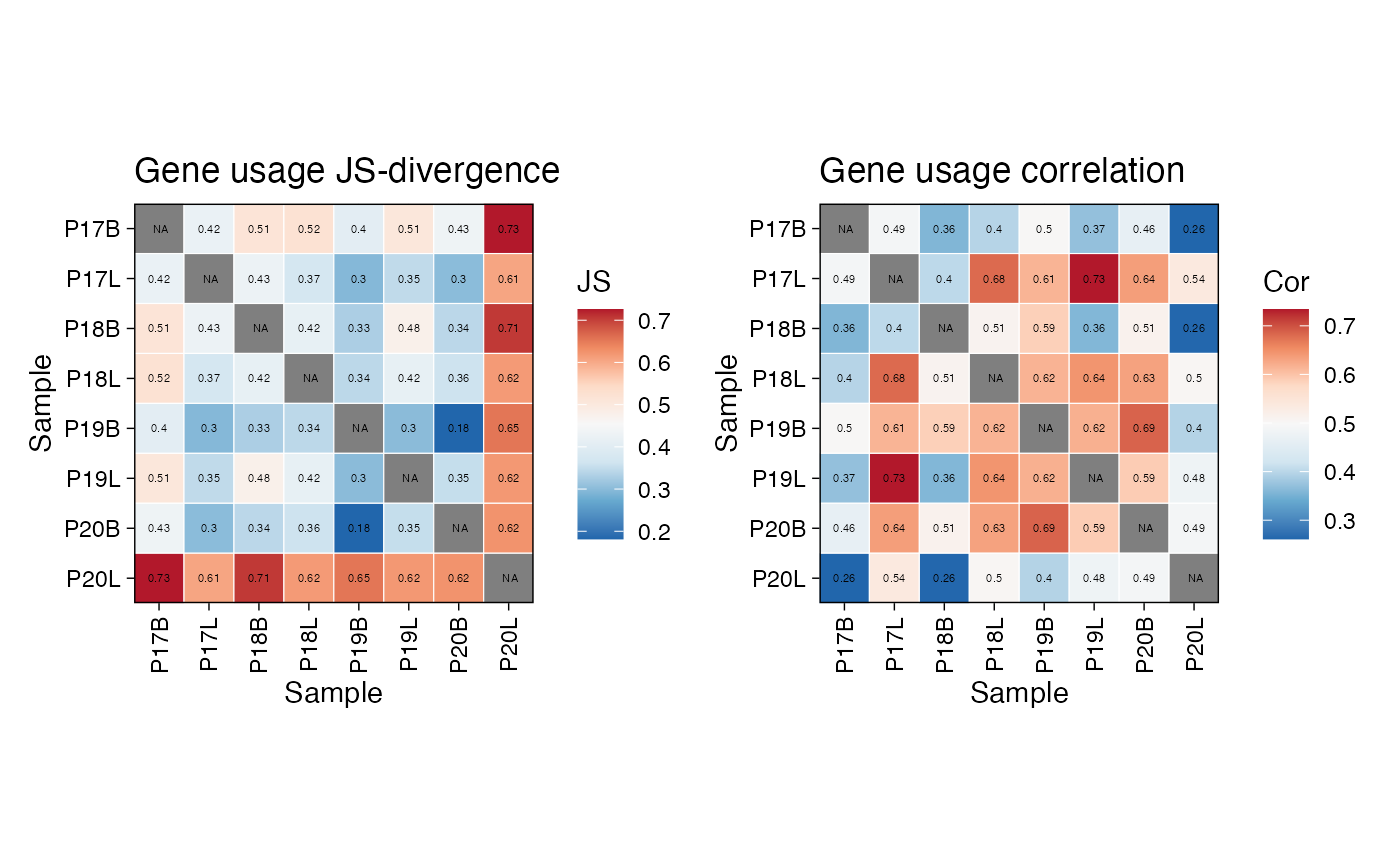 Gene usage JS-divergence
P17B NA 0.42 0.51 0.52 0.4 0.51 0.43 0.73
P17L 0.42 NA 0.43 0.37 0.3 0.35 0.3 0.61
P18B 0.51 0.43 NA 0.42 0.33 0.48 0.34 0.71
P18L 0.52 0.37 0.42 NA 0.34 0.42 0.36 0.62
P19B 0.4 0.3 0.33 0.34 NA 0.3 0.18 0.65
P19L 0.51 0.35 0.48 0.42 0.3 NA 0.35 0.62
P20B 0.43 0.3 0.34 0.36 0.18 0.35 NA 0.62
P20L 0.73 0.61 0.71 0.62 0.65 0.62 0.62 NA
P17B P17L P18B P18L P19B P19L P20B P20L
Sample
Sample
JS
0.7
0.6
0.5
0.4
0.3
0.2
Gene usage correlation
P17B NA 0.49 0.36 0.4 0.5 0.37 0.46 0.26
P17L 0.49 NA 0.4 0.68 0.61 0.73 0.64 0.54
P18B 0.36 0.4 NA 0.51 0.59 0.36 0.51 0.26
P18L 0.4 0.68 0.51 NA 0.62 0.64 0.63 0.5
P19B 0.5 0.61 0.59 0.62 NA 0.62 0.69 0.4
P19L 0.37 0.73 0.36 0.64 0.62 NA 0.59 0.48
P20B 0.46 0.64 0.51 0.63 0.69 0.59 NA 0.49
P20L 0.26 0.54 0.26 0.5 0.4 0.48 0.49 NA
P17B P17L P18B P18L P19B P19L P20B P20L
Sample
Sample
Cor
0.7
0.6
0.5
0.4
0.3